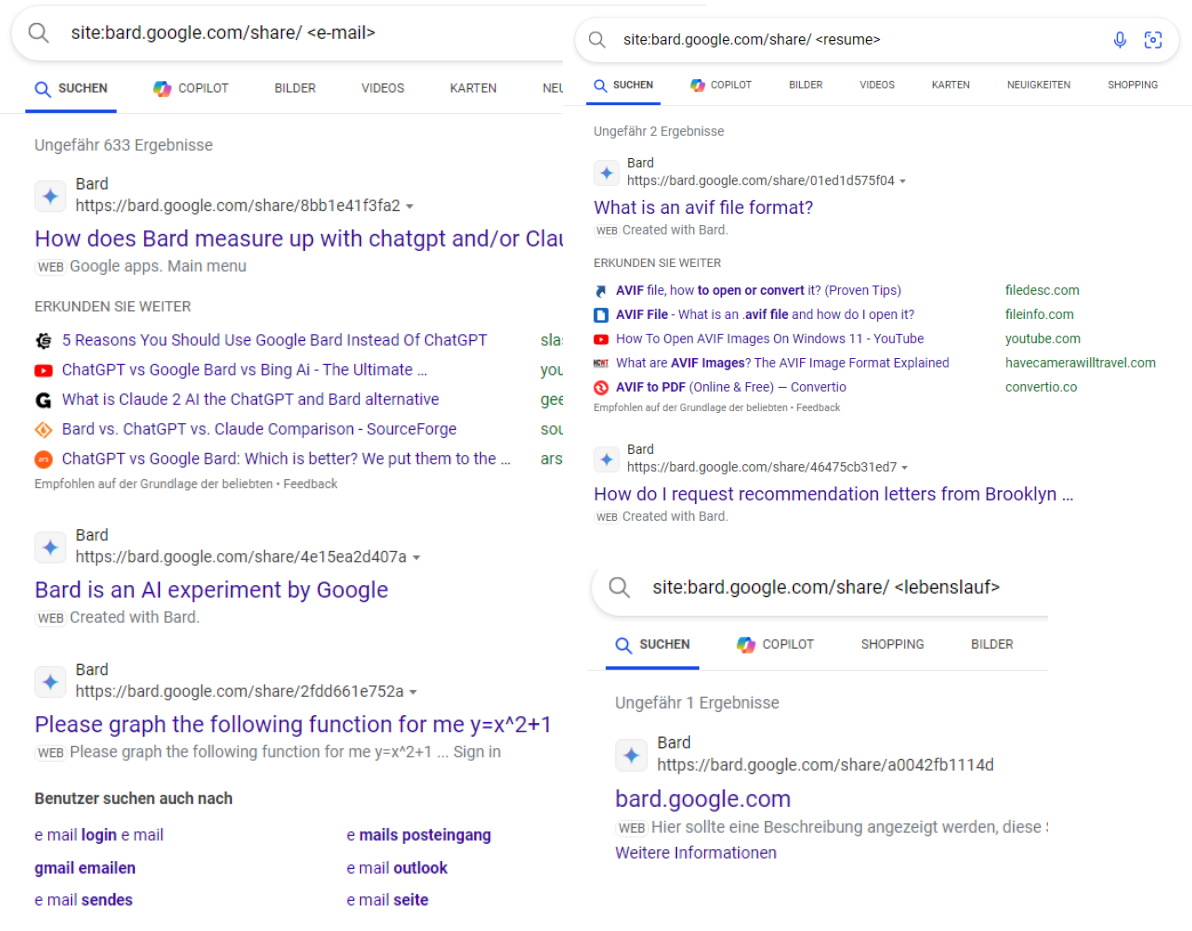 site:bard.google.com/share/ <e-mail>
SUCHEN COPILOT BILDER VIDEOS KARTEN NEU
Ungefähr 633 Ergebnisse
Bard
https://bard.google.com/share/8bb1e41f3fa2
How does Bard measure up with chatgpt and/or Clau
WEB Google apps. Main menu
ERKUNDEN SIE WEITER
5 Reasons You Should Use Google Bard Instead Of ChatGPT slas
ChatGPT vs Google Bard vs Bing Ai - The Ultimate ... you
What is Claude 2 AI the ChatGPT and Bard alternative gee
Bard vs. ChatGPT vs. Claude Comparison - SourceForge sou
ChatGPT vs Google Bard: Which is better? We put them to the ... ars
Empfohlen auf der Grundlage der beliebten • Feedback
Bard
https://bard.google.com/share/4e15ea2d407a
Bard is an AI experiment by Google
WEB Created with Bard.
Bard
https://bard.google.com/share/2fdd661e752a
Please graph the following function for me y=x^2+1
WEB Please graph the following function for me y=x^2+1 ... Sign in
Benutzer suchen auch nach
e mail login e mail e mails posteingang
gmail emailen e mail outlook
e mail sendes e mail seite
site:bard.google.com/share/ <resume>
SUCHEN COPILOT BILDER VIDEOS KARTEN NEUIGKEITEN SHOPPING
Ungefähr 2 Ergebnisse
Bard
https://bard.google.com/share/01ed1d575f04
What is an avif file format?
WEB Created with Bard.
ERKUNDEN SIE WEITER
AVIF file, how to open or convert it? (Proven Tips) filedesc.com
AVIF File - What is an .avif file and how do I open it? fileinfo.com
How To Open AVIF Images On Windows 11 - YouTube youtube.com
What are AVIF Images? The AVIF Image Format Explained havecamerawilltravel.com
AVIF to PDF (Online & Free) — Convertio convertio.co
Empfohlen auf der Grundlage der beliebten • Feedback
Bard
https://bard.google.com/share/46475cb31ed7
How do I request recommendation letters from Brooklyn ...
WEB Created with Bard.
site:bard.google.com/share/ <lebenslauf>
SUCHEN COPILOT SHOPPING BILDER
Ungefähr 1 Ergebnisse
Bard
https://bard.google.com/share/a0042fb1114d
bard.google.com
WEB Hier sollte eine Beschreibung angezeigt werden, diese
Weitere Informationen